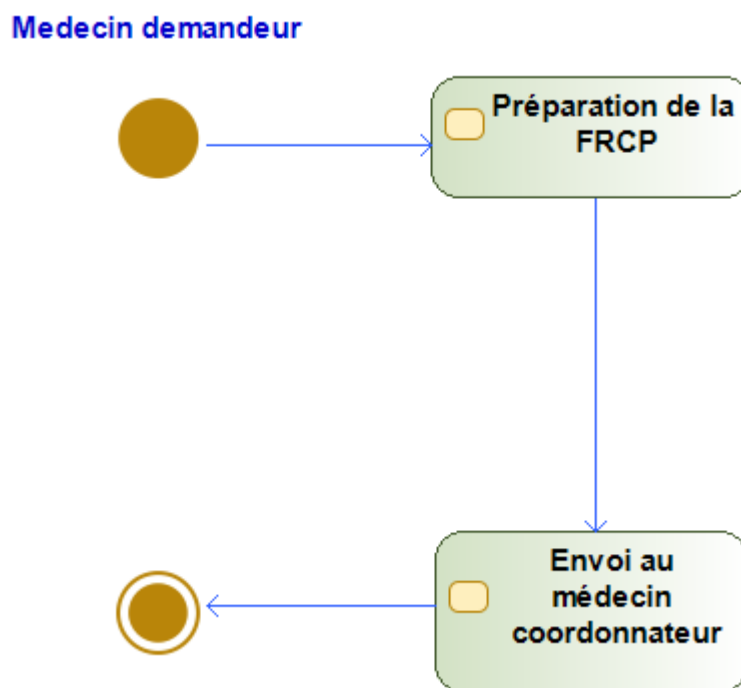 Medecin demandeur
Préparation de la
FRCP
Envoi au
médecin
coordonnateur